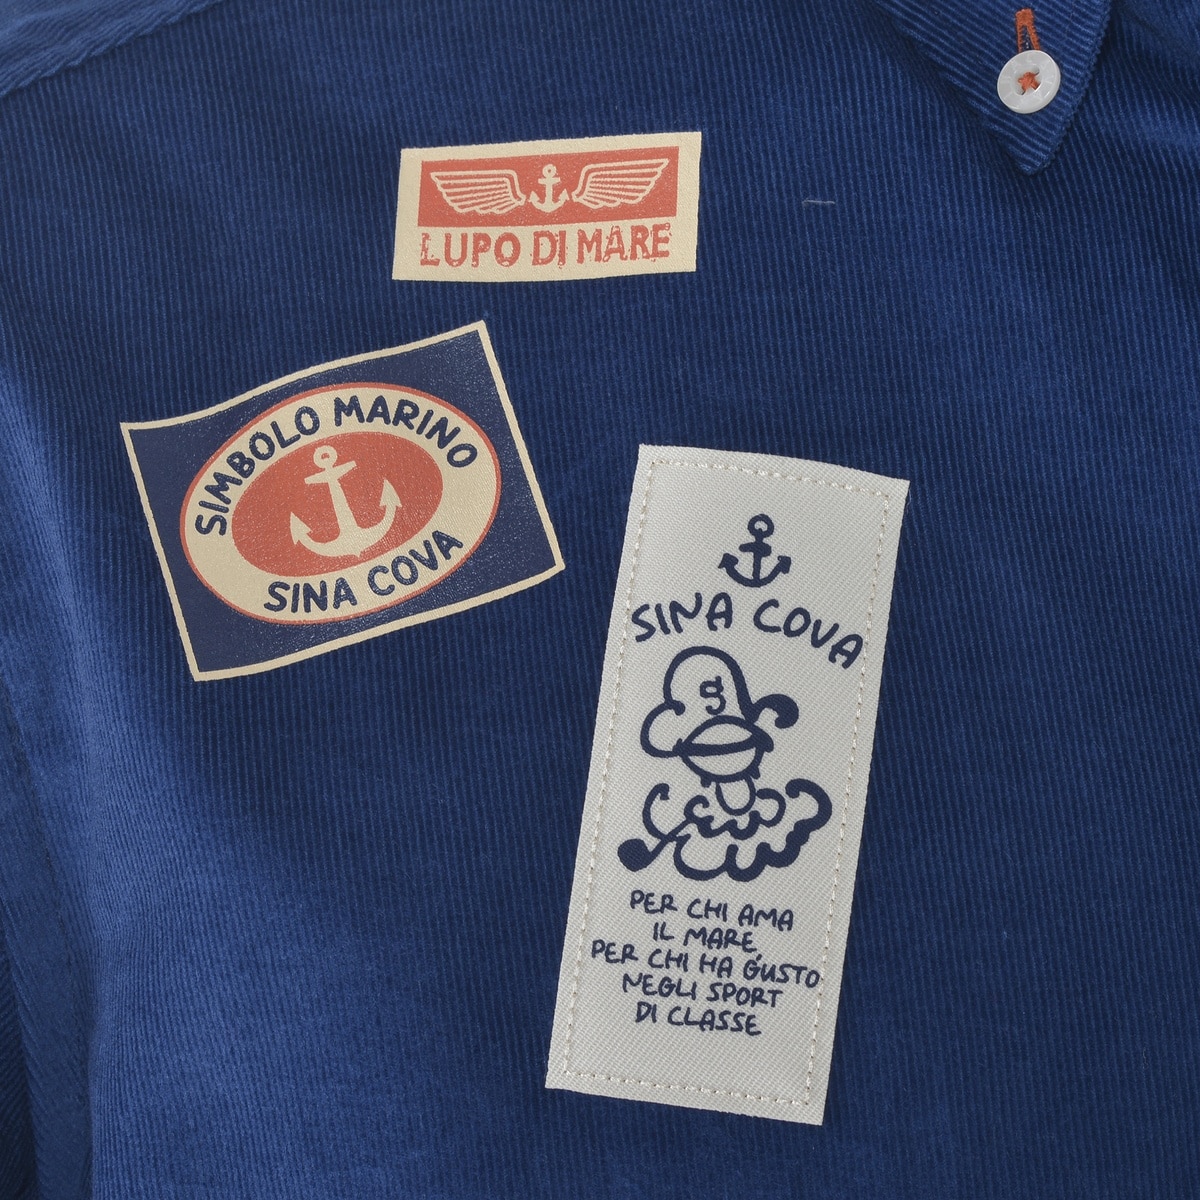 LUPO DI MARE
SIMBOLO MARINO
SINA COVA
SINA COVA
PER CHI AMA
IL MARE
PER CHI HA GUSTO
NEGLI SPORT
DI CLASSE